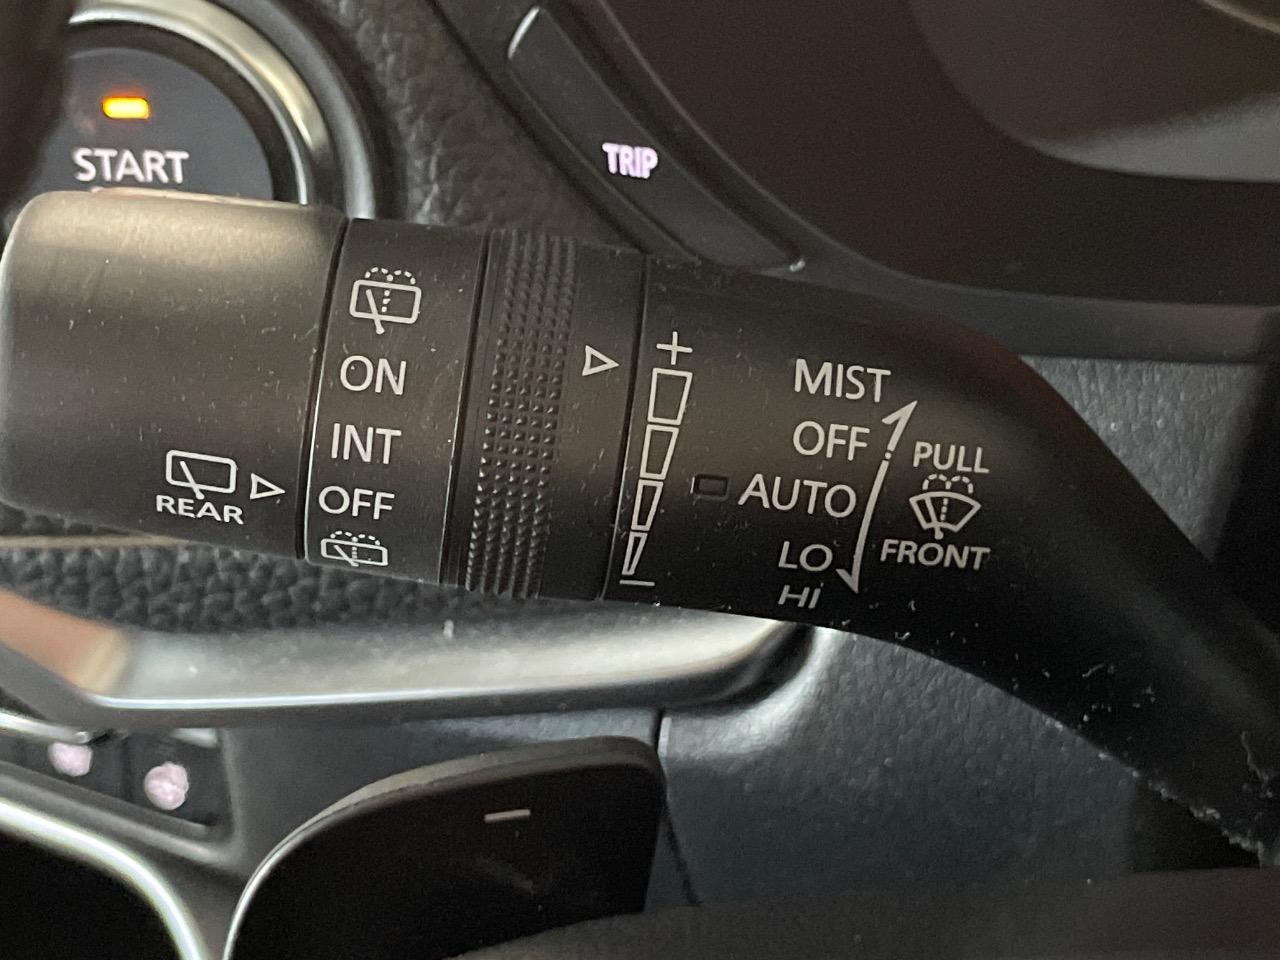 START
TRIP
ON
INT
OFF
REAR
+
−
MIST
OFF
AUTO
LO
HI
PULL
FRONT
−